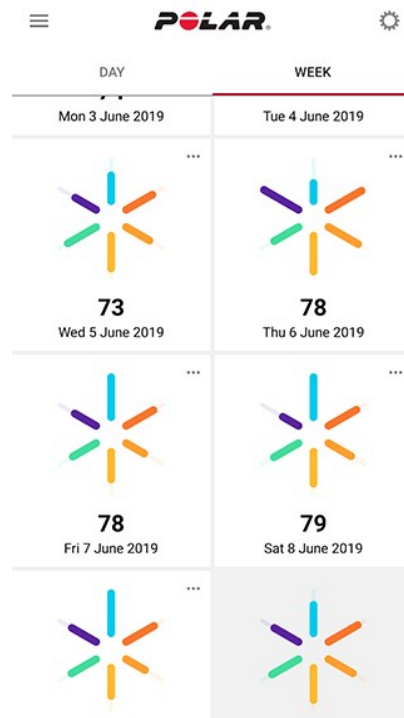 POLAR.
DAY
WEEK
Mon 3 June 2019
Tue 4 June 2019
73
78
Wed 5 June 2019
Thu 6 June 2019
78
79
Fri 7 June 2019
Sat 8 June 2019